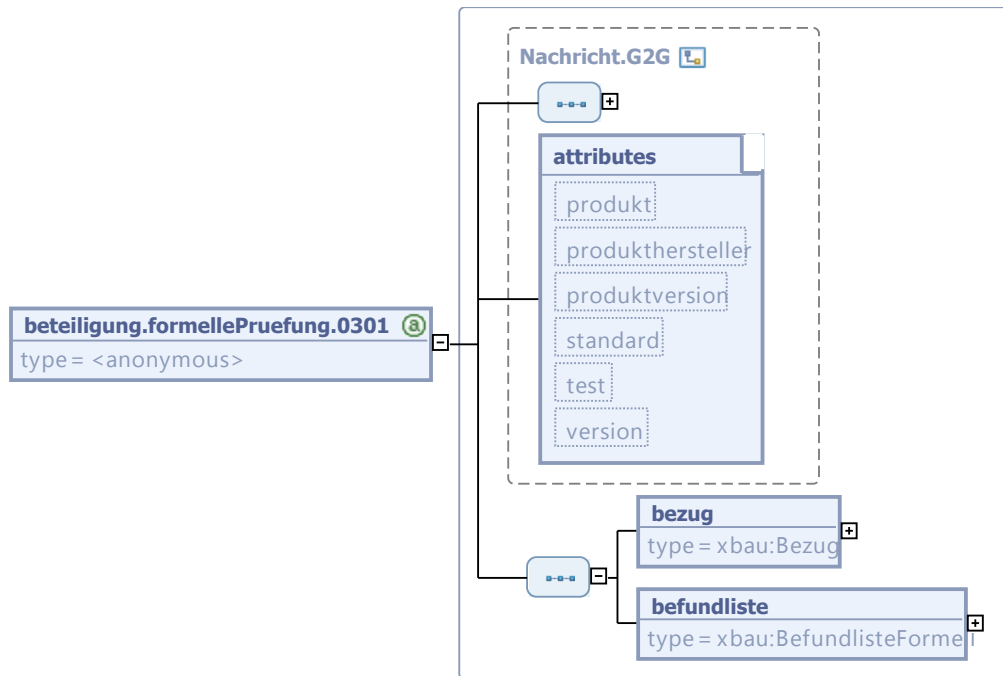 Nachricht.G2G
attributes
produkt
produkthersteller
produktversion
standard
test
version
beteiligung.formellePruefung.0301 @
type = <anonymous>
bezug
type = xbau:Bezug
befundliste
type = xbau:BefundlisteFormell